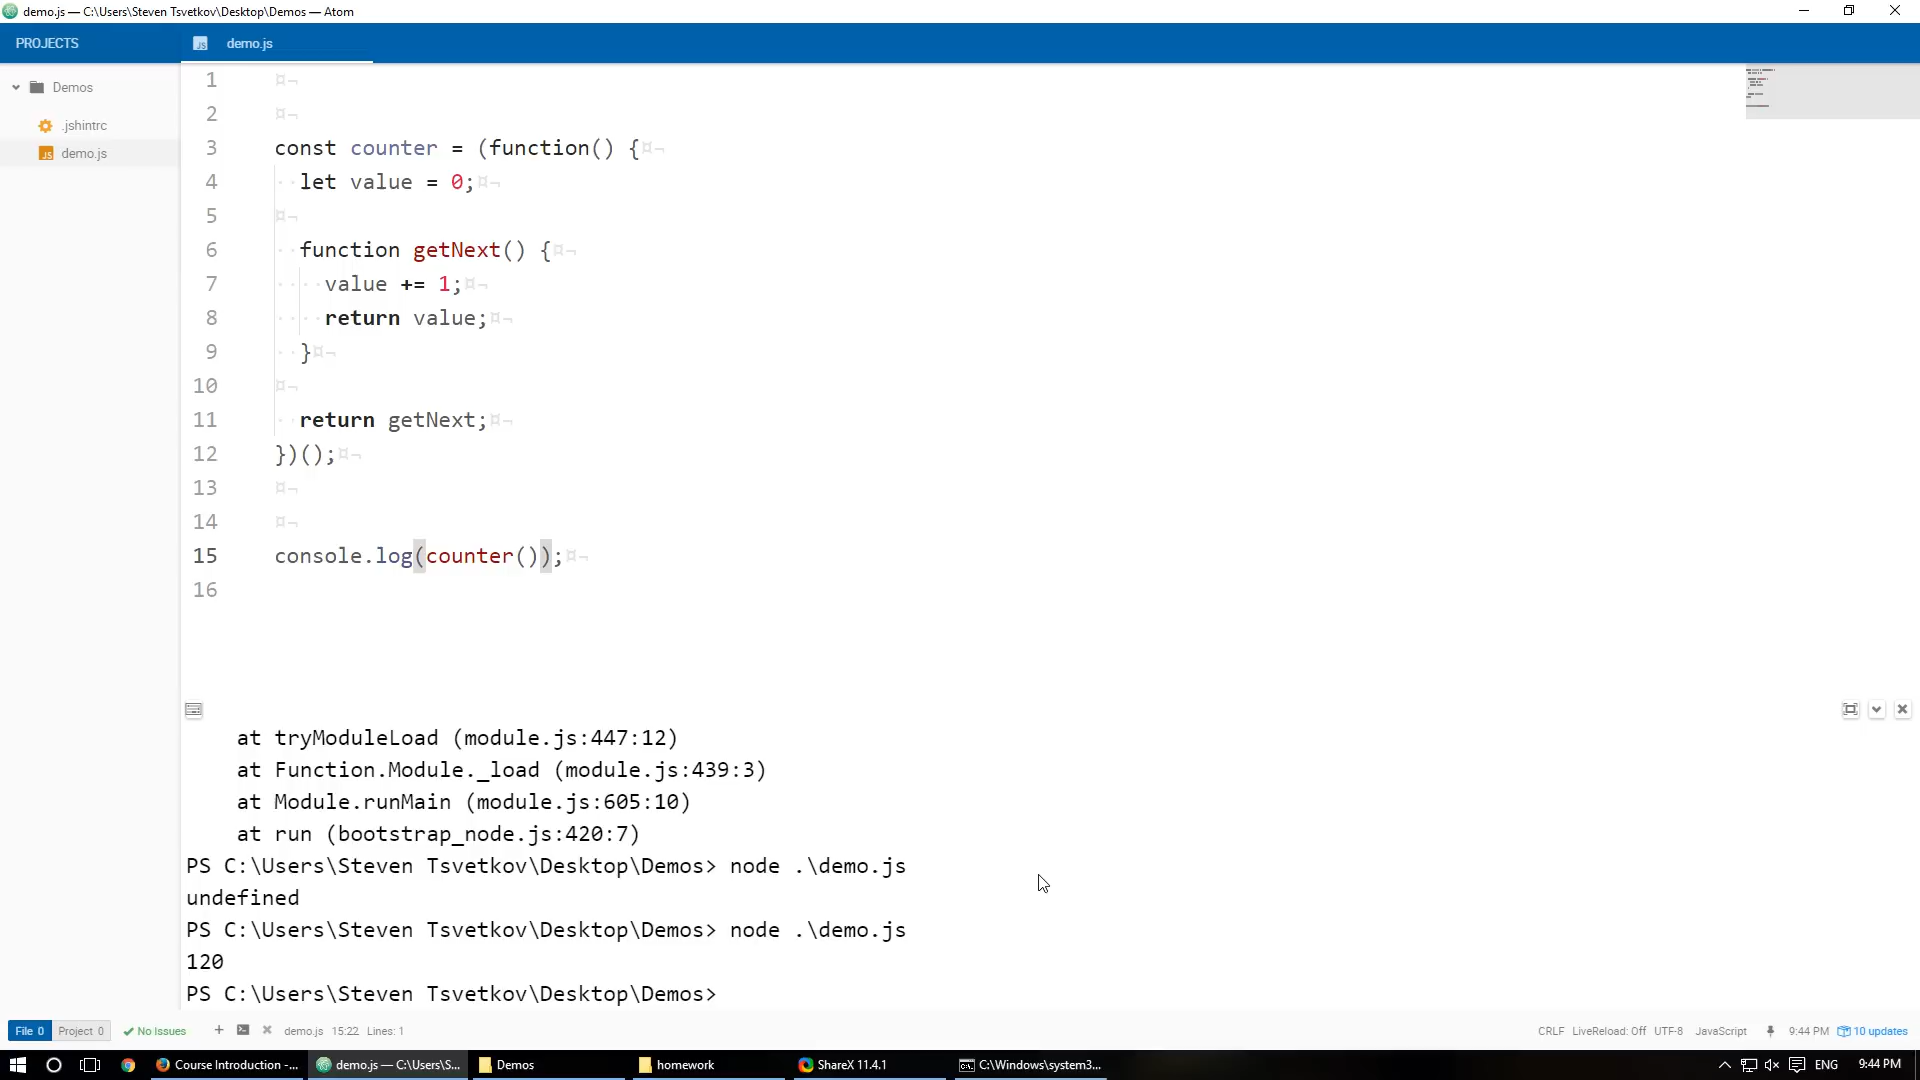 demo.js — C:\Users\Steven Tsvetkov\Desktop\Demos — Atom
PROJECTS
demo.js
Demos
.jshintrc
demo.js
1
2
3 const counter = (function() {
4 let value = 0;
5
6 function getNext() {
7 value += 1;
8 return value;
9 }
10
11 return getNext;
12 })();
13
14
15 console.log(counter());
16
at tryModuleLoad (module.js:447:12)
at Function.Module._load (module.js:439:3)
at Module.runMain (module.js:605:10)
at run (bootstrap_node.js:420:7)
PS C:\Users\Steven Tsvetkov\Desktop\Demos> node .\demo.js
undefined
PS C:\Users\Steven Tsvetkov\Desktop\Demos> node .\demo.js
120
PS C:\Users\Steven Tsvetkov\Desktop\Demos>
File 0 Project 0 No Issues demo.js 15:22 Lines: 1 CRLF LiveReload: Off UTF-8 JavaScript 9:44 PM 10 updates
Course Introduction -... demo.js — C:\Users\S... Demos homework ShareX 11.4.1 C:\Windows\system3... ENG 9:44 PM